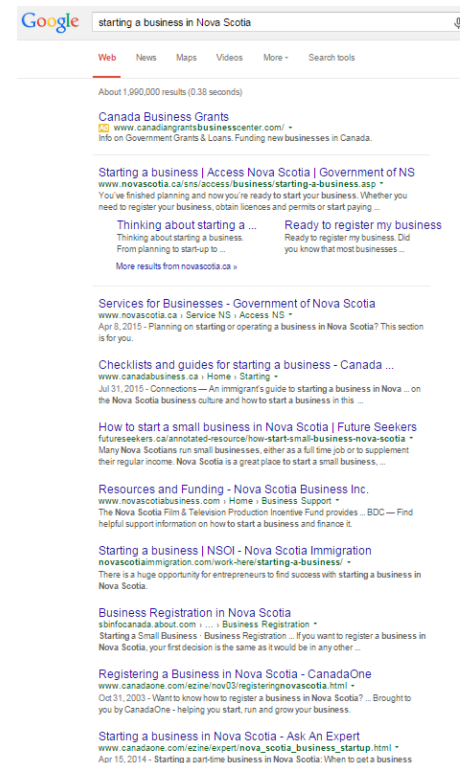 Google starting a business in Nova Scotia
Web News Maps Videos More Search tools
About 1,990,000 results (0.38 seconds)
Canada Business Grants
Ad www.canadiangrantsbusinesscenter.com/
Info on Government Grants & Loans. Funding new businesses in Canada.
Starting a business | Access Nova Scotia | Government of NS
www.novascotia.ca/sns/access/business/starting-a-business.asp
You've finished planning and now you're ready to start your business. Whether you
need to register your business, obtain licences and permits or start paying ...
Thinking about starting a ... Ready to register my business
Thinking about starting business. Ready to register my business. Did
From planning to start-up to ... you know that most businesses ...
More results from novascotia.ca »
Services for Businesses - Government of Nova Scotia
www.novascotia.ca › Service NS › Access NS
Apr 8, 2015 - Planning on starting or operating a business in Nova Scotia? This section
is for you.
Checklists and guides for starting a business - Canada ...
www.canadabusiness.ca › Home › Starting
Jul 31, 2015 - Connections — An immigrant's guide to starting a business in Nova ... on
the Nova Scotia business culture and how to start a business in this ...
How to start a small business in Nova Scotia | Future Seekers
futureseekers.ca/annotated-resource/how-start-small-business-nova-scotia
Many Nova Scotians run small businesses, either as a full time job or to supplement
their regular income. Nova Scotia is a great place to start a small business, ...
Resources and Funding - Nova Scotia Business Inc.
www.novascotiabusiness.com › Home › Business Support
The Nova Scotia Film & Television Production Incentive Fund provides ... BDC — Find
helpful support information on how to start a business and finance it.
Starting a business | NSOI - Nova Scotia Immigration
novascotiaimmigration.com/work-here/starting-a-business/
There is a huge opportunity for entrepreneurs to find success with starting a business in
Nova Scotia.
Business Registration in Nova Scotia
sbinfocanada.about.com › ... › Business Registration
Starting a Small Business · Business Registration ... If you want to register a business in
Nova Scotia, your first decision is the same as it would be in any other ...
Registering a Business in Nova Scotia - CanadaOne
www.canadaone.com/ezine/nov03/registeringnovascotia.html
Oct 31, 2003 - Want to know how to register a business in Nova Scotia? ... Brought to
you by CanadaOne - helping you start, run and grow your business.
Starting a business in Nova Scotia - Ask An Expert
www.canadaone.com/ezine/expert/nova_scotia_business_startup.html
Apr 15, 2014 - Starting a part-time business in Nova Scotia: When to get a business